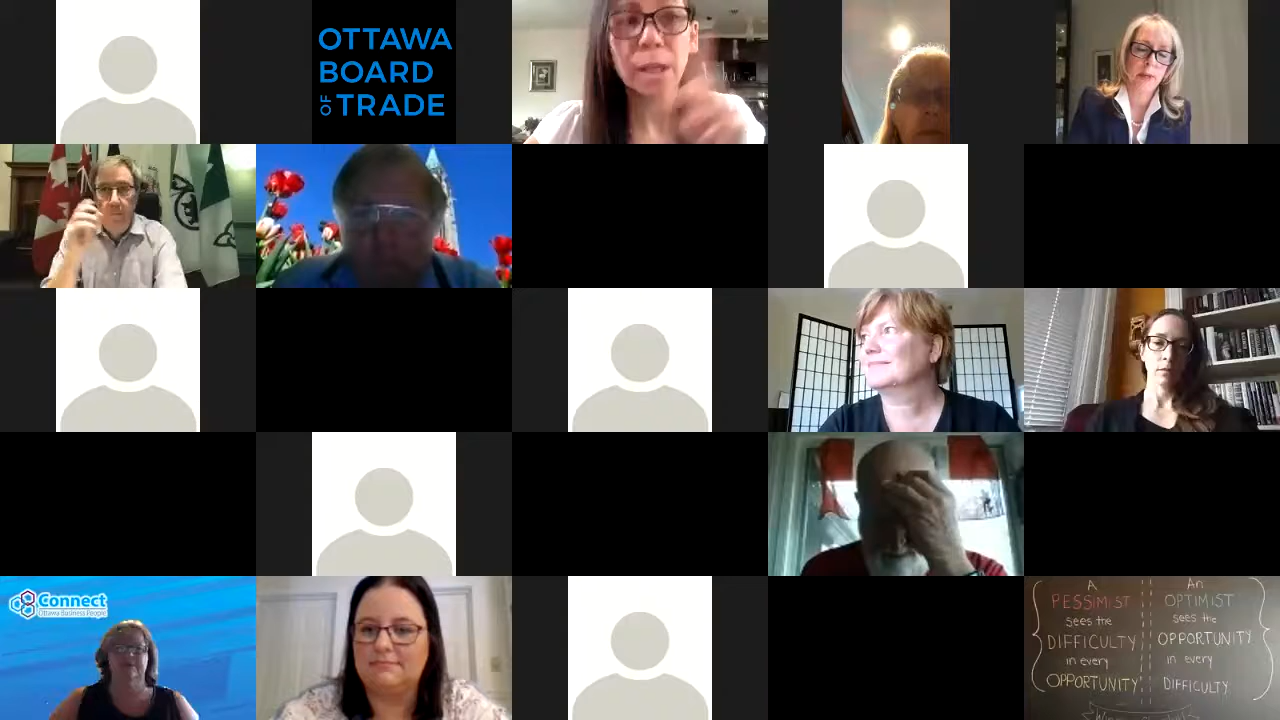 OTTAWA
BOARD
OF TRADE
Connect
Ottawa Business People
A
PESSIMIST
sees the
DIFFICULTY
in every
OPPORTUNITY
An
OPTIMIST
sees the
OPPORTUNITY
in every
DIFFICULTY